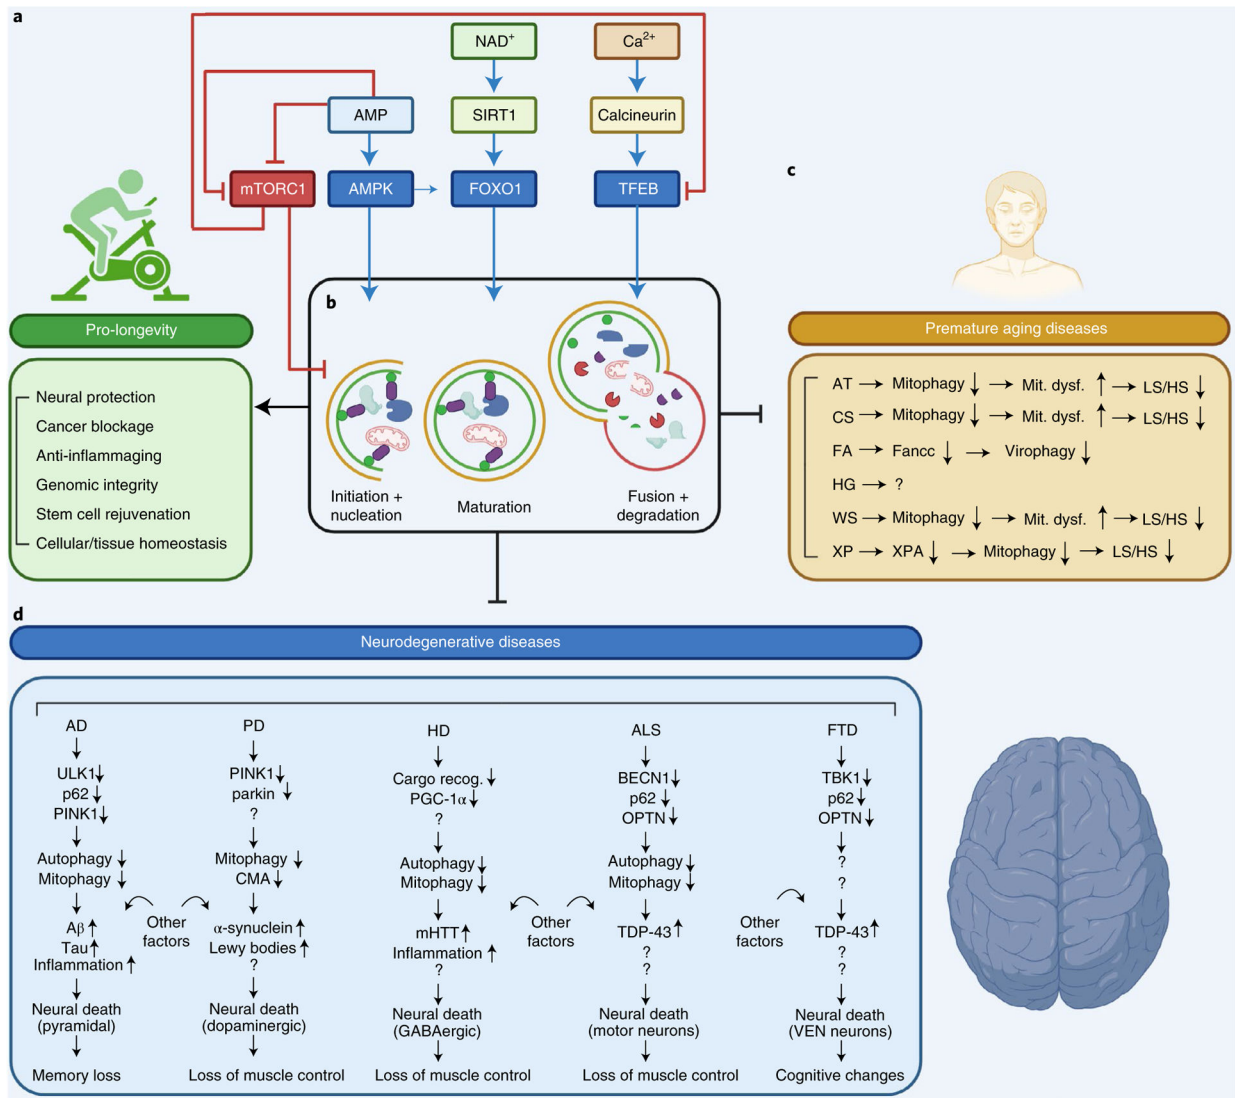 a
NAD+
Ca2+
AMP
SIRT1
Calcineurin
mTORC1
AMPK
FOXO1
TFEB
b
Initiation +
nucleation
Maturation
Fusion +
degradation
Pro-longevity
Neural protection
Cancer blockage
Anti-inflammaging
Genomic integrity
Stem cell rejuvenation
Cellular/tissue homeostasis
c
Premature aging diseases
AT → Mitophagy ↓ → Mit. dysf. ↑ → LS/HS ↓
CS → Mitophagy ↓ → Mit. dysf. ↑ → LS/HS ↓
FA → Fancc ↓ → Virophagy ↓
HG → ?
WS → Mitophagy ↓ → Mit. dysf. ↑ → LS/HS ↓
XP → XPA ↓ → Mitophagy ↓ → LS/HS ↓
d
Neurodegenerative diseases
AD
ULK1↓
p62↓
PINK1↓
Autophagy ↓
Mitophagy ↓
Aβ↑
Tau↑
Inflammation ↑
Neural death
(pyramidal)
Memory loss
Other
factors
PD
PINK1↓
parkin ↓
?
Mitophagy ↓
CMA↓
α-synuclein↑
Lewy bodies↑
?
Neural death
(dopaminergic)
Loss of muscle control
HD
Cargo recog. ↓
PGC-1α↓
?
Autophagy ↓
Mitophagy ↓
mHTT↑
Inflammation ↑
?
Neural death
(GABAergic)
Loss of muscle control
Other
factors
ALS
BECN1↓
p62↓
OPTN↓
Autophagy ↓
Mitophagy ↓
TDP-43↑
?
?
Neural death
(motor neurons)
Loss of muscle control
Other
factors
FTD
TBK1↓
p62↓
OPTN↓
?
?
TDP-43↑
?
?
Neural death
(VEN neurons)
Cognitive changes